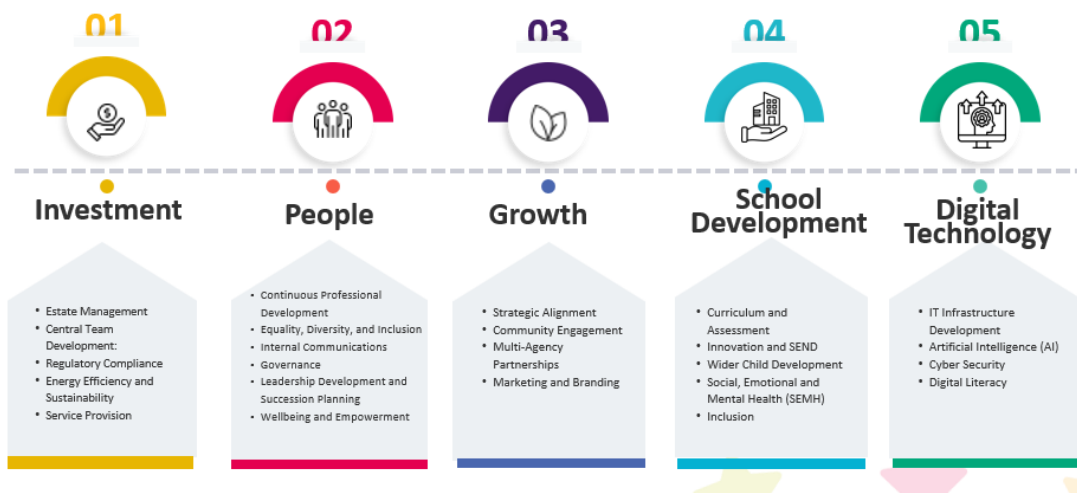 01
02
03
04
05
Investment
People
Growth
School
Development
Digital
Technology
• Estate Management
• Central Team
Development:
• Regulatory Compliance
• Energy Efficiency and
Sustainability
• Service Provision
• Continuous Professional
Development
• Equality, Diversity, and Inclusion
• Internal Communications
• Governance
• Leadership Development and
Succession Planning
• Wellbeing and Empowerment
• Strategic Alignment
• Community Engagement
• Multi-Agency
Partnerships
• Marketing and Branding
• Curriculum and
Assessment
• Innovation and SEND
• Wider Child Development
• Social, Emotional and
Mental Health (SEMH)
• Inclusion
• IT Infrastructure
Development
• Artificial Intelligence (AI)
• Cyber Security
• Digital Literacy